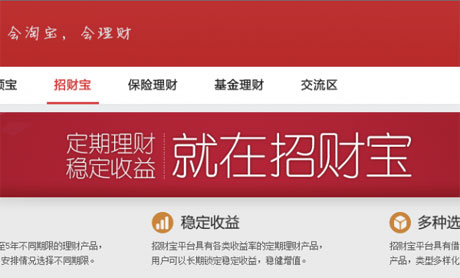 会淘宝，会理财
宝 招财宝 保险理财 基金理财 交流区
定期理财
稳定收益
就在招财宝
稳定收益 多种选
至5年不同期限的理财产品， 招财宝平台具有各类收益率的定期理财产品， 招财宝平台具有借
安排情况选择不同期限。 用户可以长期锁定稳定收益，稳健增值。 产品，类型多样化